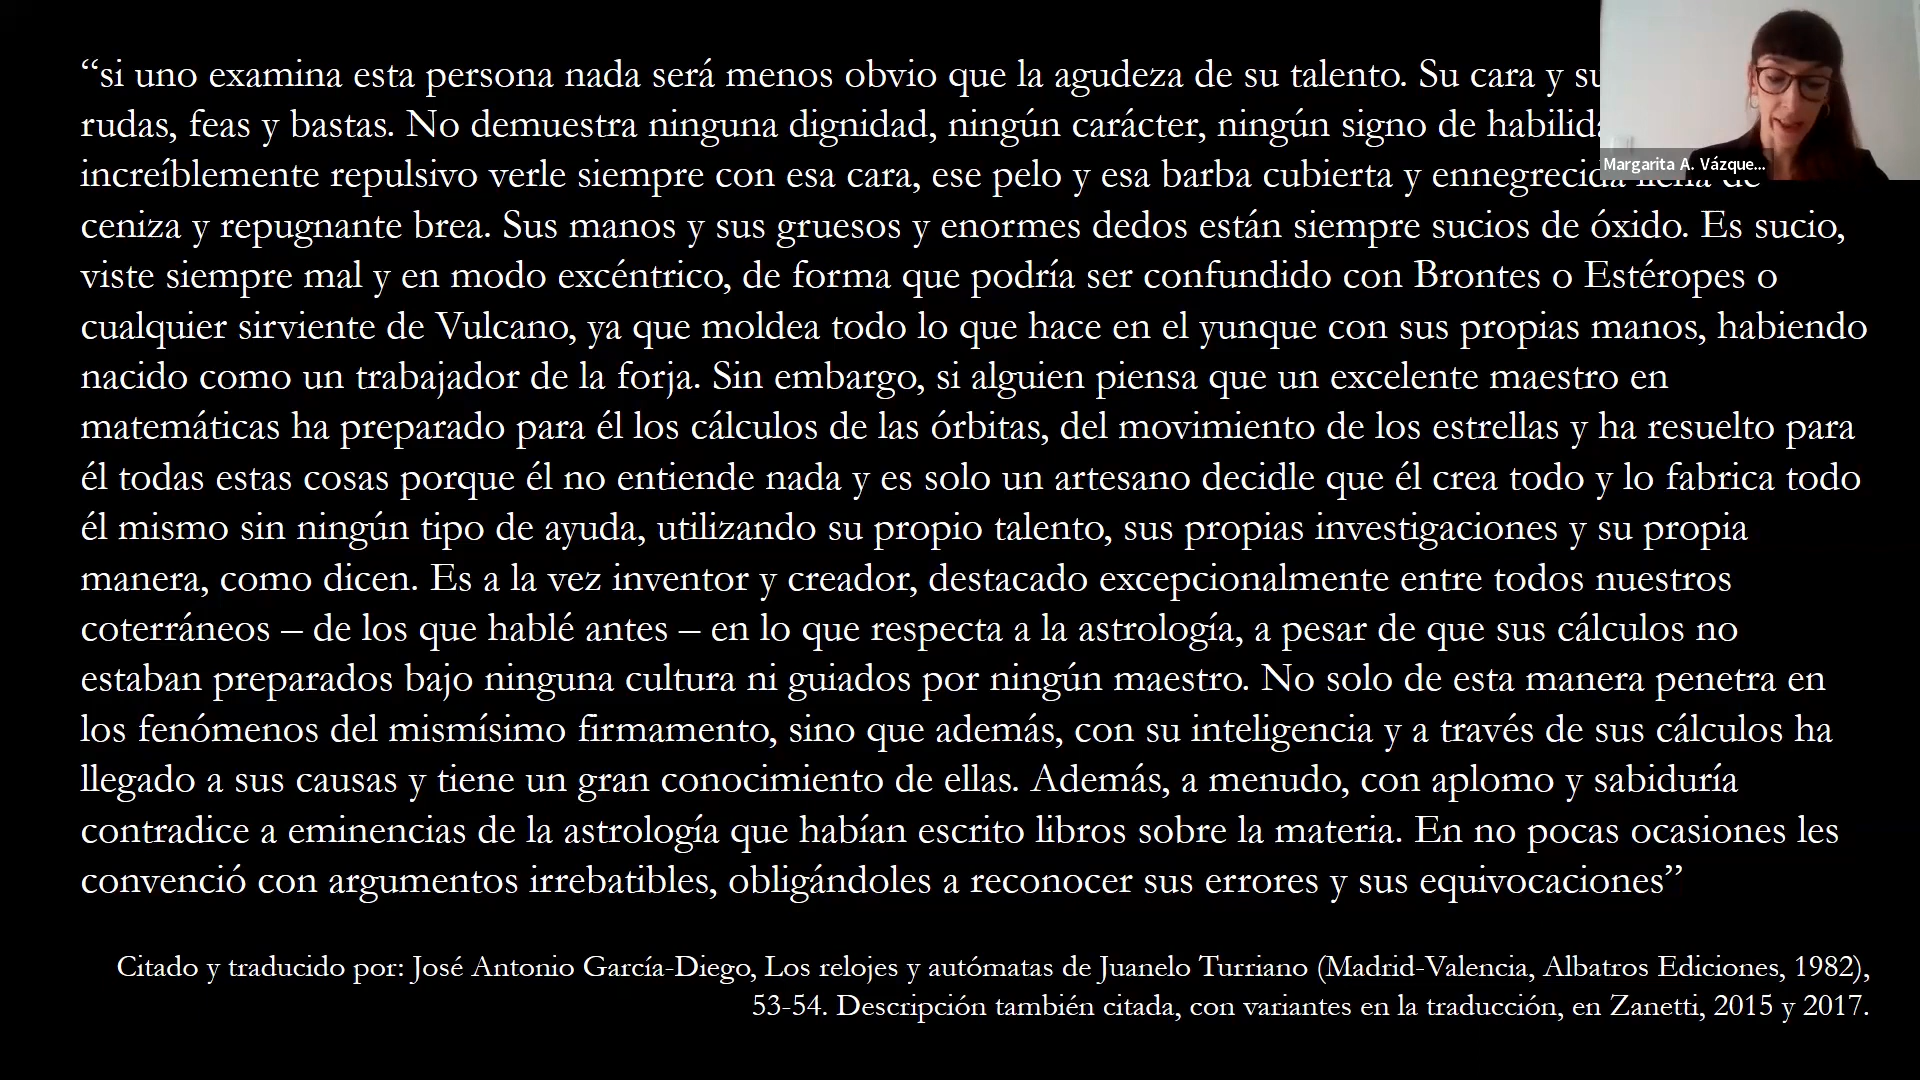 “si uno examina esta persona nada será menos obvio que la agudeza de su talento. Su cara y su
rudas, feas y bastas. No demuestra ninguna dignidad, ningún carácter, ningún signo de
increíblemente repulsivo verle siempre con esa cara, ese pelo y esa barba cubierta y ennegrecida llena de
ceniza y repugnante brea. Sus manos y sus gruesos y enormes dedos están siempre sucios de óxido. Es sucio,
viste siempre mal y en modo excéntrico, de forma que podría ser confundido con Brontes o Estéropes o
cualquier sirviente de Vulcano, ya que moldea todo lo que hace en el yunque con sus propias manos, habiendo
nacido como un trabajador de la forja. Sin embargo, si alguien piensa que un excelente maestro en
matemáticas ha preparado para él los cálculos de las órbitas, del movimiento de los estrellas y ha resuelto para
él todas estas cosas porque él no entiende nada y es solo un artesano decidle que él crea todo y lo fabrica todo
él mismo sin ningún tipo de ayuda, utilizando su propio talento, sus propias investigaciones y su propia
manera, como dicen. Es a la vez inventor y creador, destacado excepcionalmente entre todos nuestros
coterráneos – de los que hablé antes – en lo que respecta a la astrología, a pesar de que sus cálculos no
estaban preparados bajo ninguna cultura ni guiados por ningún maestro. No solo de esta manera penetra en
los fenómenos del mismísimo firmamento, sino que además, con su inteligencia y a través de sus cálculos ha
llegado a sus causas y tiene un gran conocimiento de ellas. Además, a menudo, con aplomo y sabiduría
contradice a eminencias de la astrología que habían escrito libros sobre la materia. En no pocas ocasiones les
convenció con argumentos irrebatibles, obligándoles a reconocer sus errores y sus equivocaciones”
Citado y traducido por: José Antonio García-Diego, Los relojes y autómatas de Juanelo Turriano (Madrid-Valencia, Albatros Ediciones, 1982),
53-54. Descripción también citada, con variantes en la traducción, en Zanetti, 2015 y 2017.
Margarita A. Vázque...